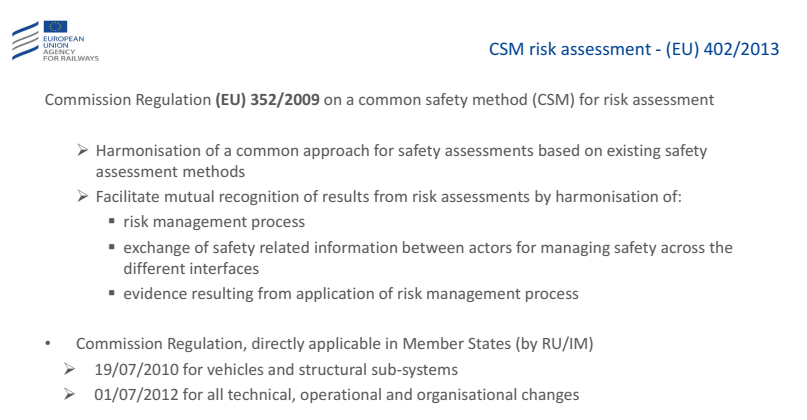 EUROPEAN
UNION
AGENCY
FOR RAILWAYS
CSM risk assessment - (EU) 402/2013
Commission Regulation (EU) 352/2009 on a common safety method (CSM) for risk assessment
➢ Harmonisation of a common approach for safety assessments based on existing safety
assessment methods
➢ Facilitate mutual recognition of results from risk assessments by harmonisation of:
▪ risk management process
▪ exchange of safety related information between actors for managing safety across the
different interfaces
▪ evidence resulting from application of risk management process
• Commission Regulation, directly applicable in Member States (by RU/IM)
➢ 19/07/2010 for vehicles and structural sub-systems
➢ 01/07/2012 for all technical, operational and organisational changes